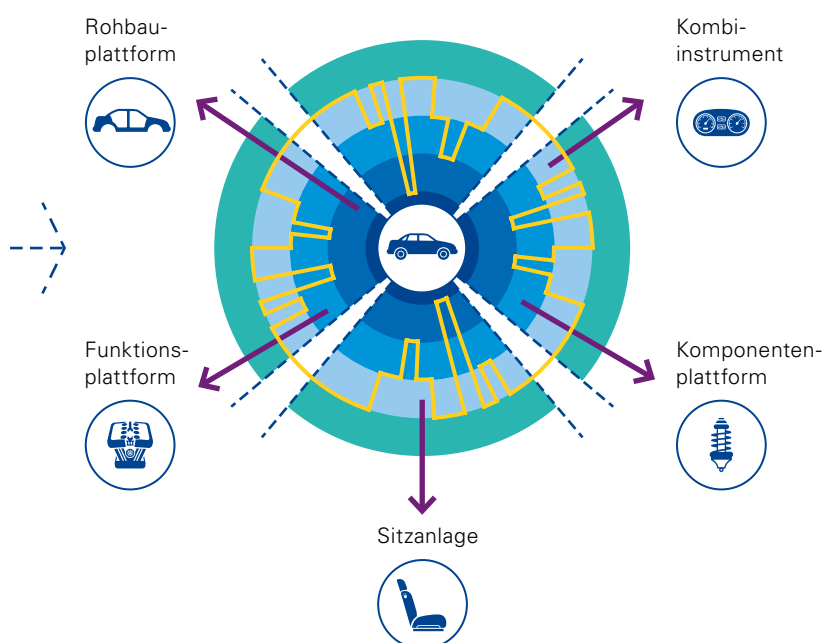 Rohbau-
plattform
Kombi-
instrument
Funktions-
plattform
Komponenten-
plattform
Sitzanlage